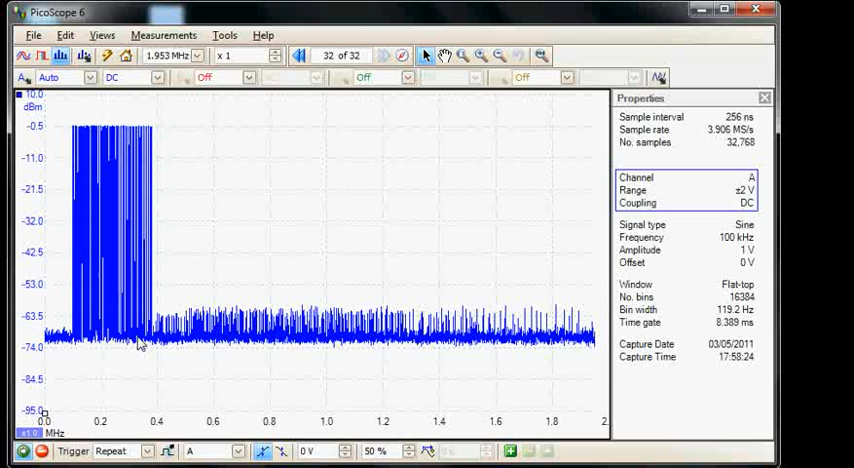 PicoScope 6
File Edit Views Measurements Tools Help
1.953 MHz x 1 32 of 32
A Auto DC Off Off Off
10.0
dBm
-0.5
-11.0
-21.5
-32.0
-42.5
-53.0
-63.5
-74.0
-84.5
-95.0
0.0 0.2 0.4 0.6 0.8 1.0 1.2 1.4 1.6 1.8 2.
x1.0 MHz
Properties
Sample interval 256 ns
Sample rate 3.906 MS/s
No. samples 32,768
Channel A
Range ±2 V
Coupling DC
Signal type Sine
Frequency 100 kHz
Amplitude 1 V
Offset 0 V
Window Flat-top
No. bins 16384
Bin width 119.2 Hz
Time gate 8.389 ms
Capture Date 03/05/2011
Capture Time 17:58:24
Trigger Repeat A 0 V 50 %